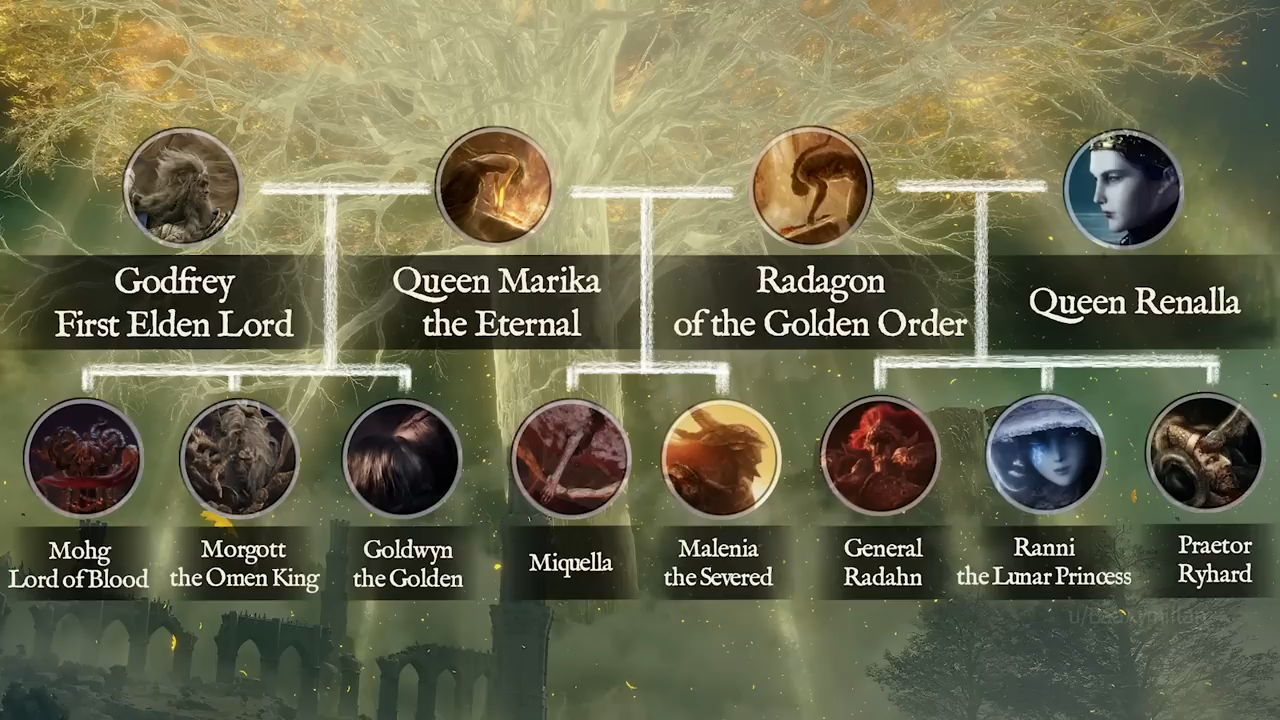 Godfrey
First Elden Lord
Queen Marika
the Eternal
Radagon
of the Golden Order
Queen Renalla
Mohg
Lord of Blood
Morgott
the Omen King
Goldwyn
the Golden
Miquella
Malenia
the Severed
General
Radahn
Ranni
the Lunar Princess
Praetor
Ryhard